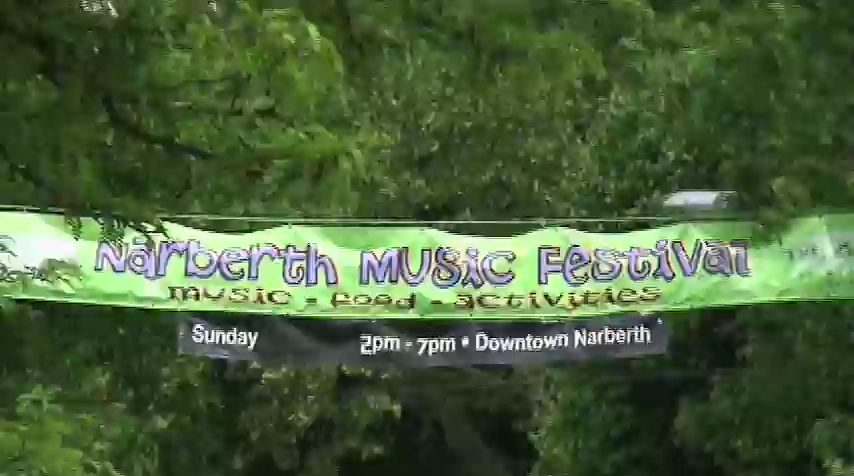 Narberth Music Festival
music - food - activities
Sunday 2pm - 7pm • Downtown Narberth